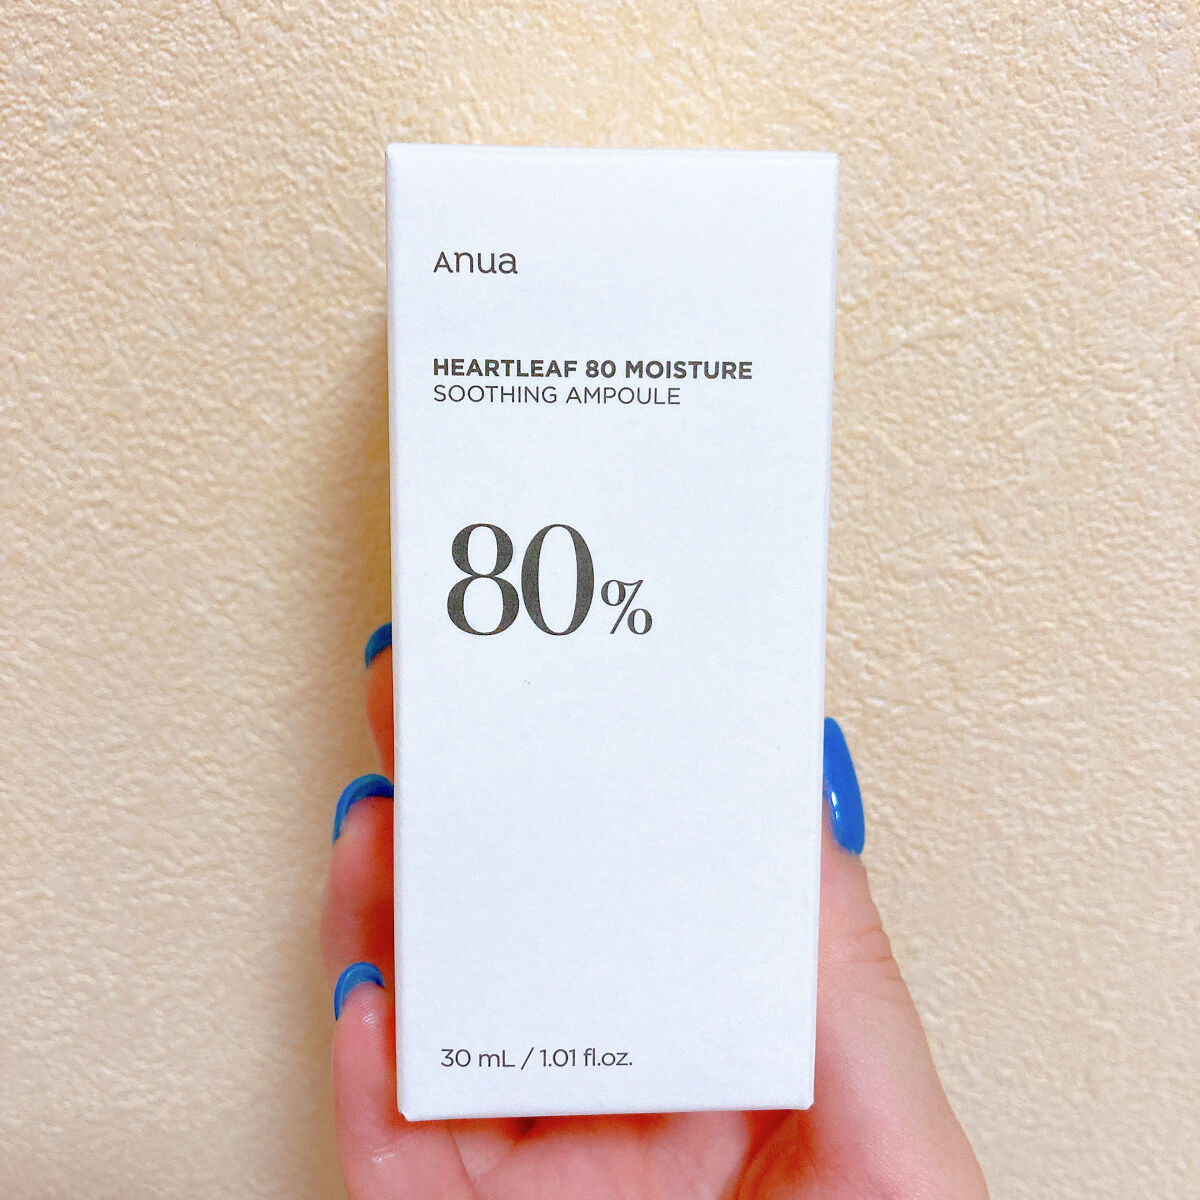 Anua
HEARTLEAF 80 MOISTURE
SOOTHING AMPOULE
80%
30 mL / 1.01 fl.oz.